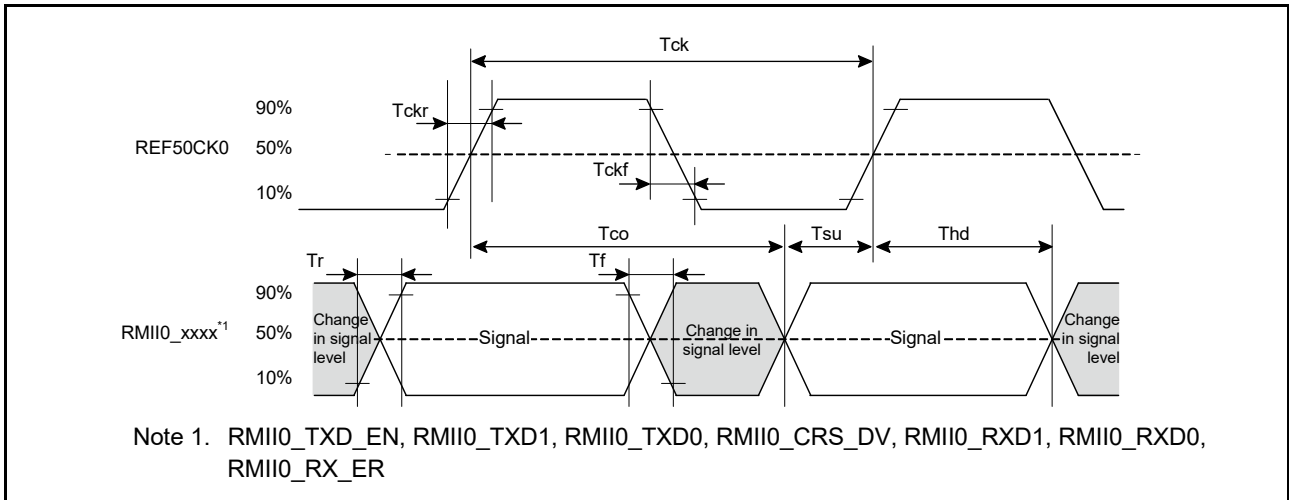 Tck
90%
Tckr
REF50CK0
50%
Tckf
10%
Tco
Tsu
Thd
Tr
Tf
90%
RMII0_xxxx*1
50%
Change
in signal
level
Signal
Change in
signal level
Signal
Change
in signal
level
10%
Note 1. RMII0_TXD_EN, RMII0_TXD1, RMII0_TXD0, RMII0_CRS_DV, RMII0_RXD1, RMII0_RXD0,
RMII0_RX_ER